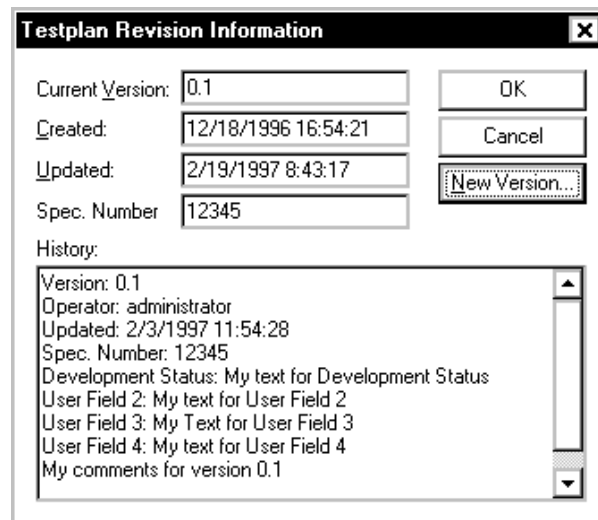 Testplan Revision Information
Current Version: 0.1
OK
Created: 12/18/1996 16:54:21
Cancel
Updated: 2/19/1997 8:43:17
New Version...
Spec. Number 12345
History:
Version: 0.1
Operator: administrator
Updated: 2/3/1997 11:54:28
Spec. Number: 12345
Development Status: My text for Development Status
User Field 2: My text for User Field 2
User Field 3: My Text for User Field 3
User Field 4: My text for User Field 4
My comments for version 0.1